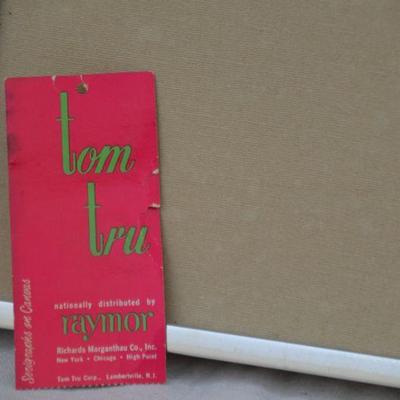 tom
tru
nationally distributed by
raymor
Richards Morganthau Co., Inc.
New York • Chicago • High Point
Tom Tru Corp., Lambertville, N. J.
Serigraphs on Canvas